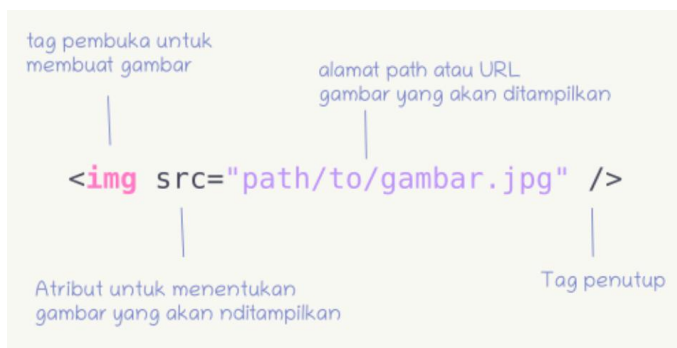 tag pembuka untuk
membuat gambar
alamat path atau URL
gambar yang akan ditampilkan
<img src="path/to/gambar.jpg" />
Atribut untuk menentukan
gambar yang akan nditampilkan
Tag penutup